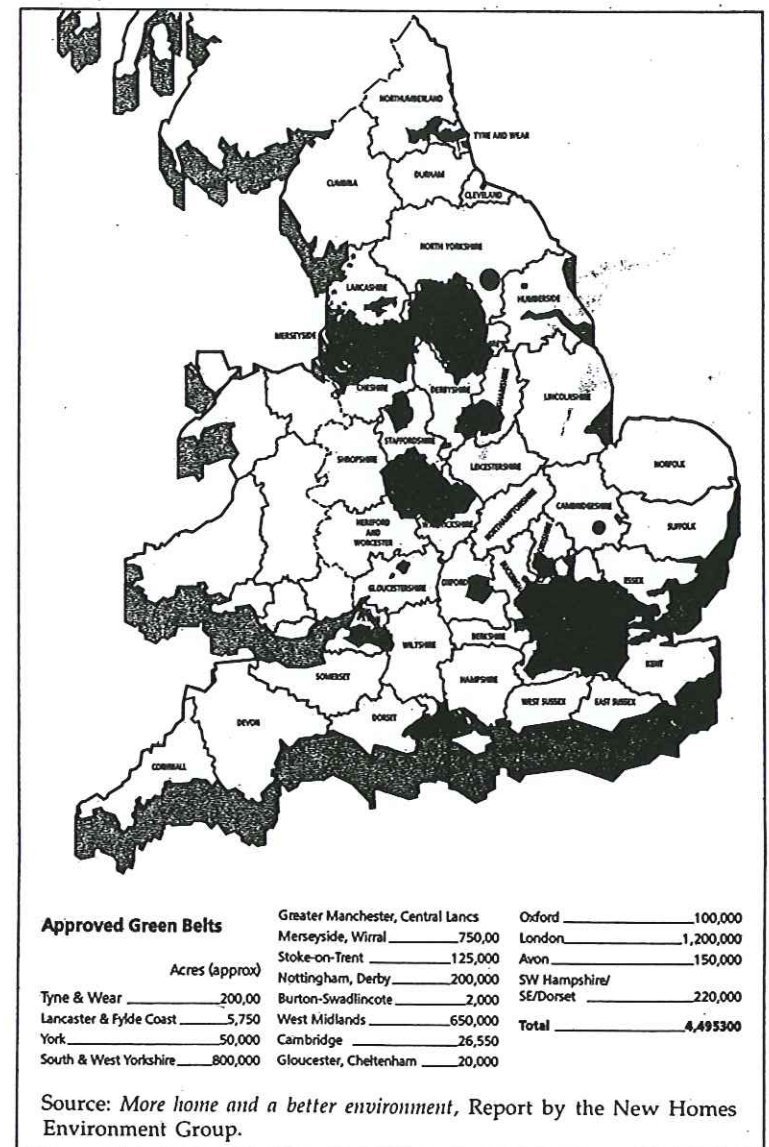 NORTHUMBERLAND
TYNE AND WEAR
CUMBRIA
DURHAM
CLEVELAND
NORTH YORKSHIRE
LANCASHIRE
HUMBERSIDE
MERSEYSIDE
CHESHIRE
DERBYSHIRE
LINCOLNSHIRE
STAFFORDSHIRE
SHROPSHIRE
LEICESTERSHIRE
NORFOLK
CAMBRIDGESHIRE
NORTHAMPTONSHIRE
SUFFOLK
HEREFORD
AND
WORCESTER
GLOUCESTERSHIRE
OXFORD
ESSEX
BERKSHIRE
WILTSHIRE
KENT
SOMERSET
HAMPSHIRE
WEST SUSSEX
EAST SUSSEX
DEVON
DORSET
CORNWALL
Approved Green Belts
Acres (approx)
Tyne & Wear 200,00
Lancaster & Fylde Coast 5,750
York 50,000
South & West Yorkshire 800,000
Greater Manchester, Central Lancs
Merseyside, Wirral 750,00
Stoke-on-Trent 125,000
Nottingham, Derby 200,000
Burton-Swadlincote 2,000
West Midlands 650,000
Cambridge 26,550
Gloucester, Cheltenham 20,000
Oxford 100,000
London 1,200,000
Avon 150,000
SW Hampshire/
SE/Dorset 220,000
Total 4,495300
Source: More home and a better environment, Report by the New Homes
Environment Group.